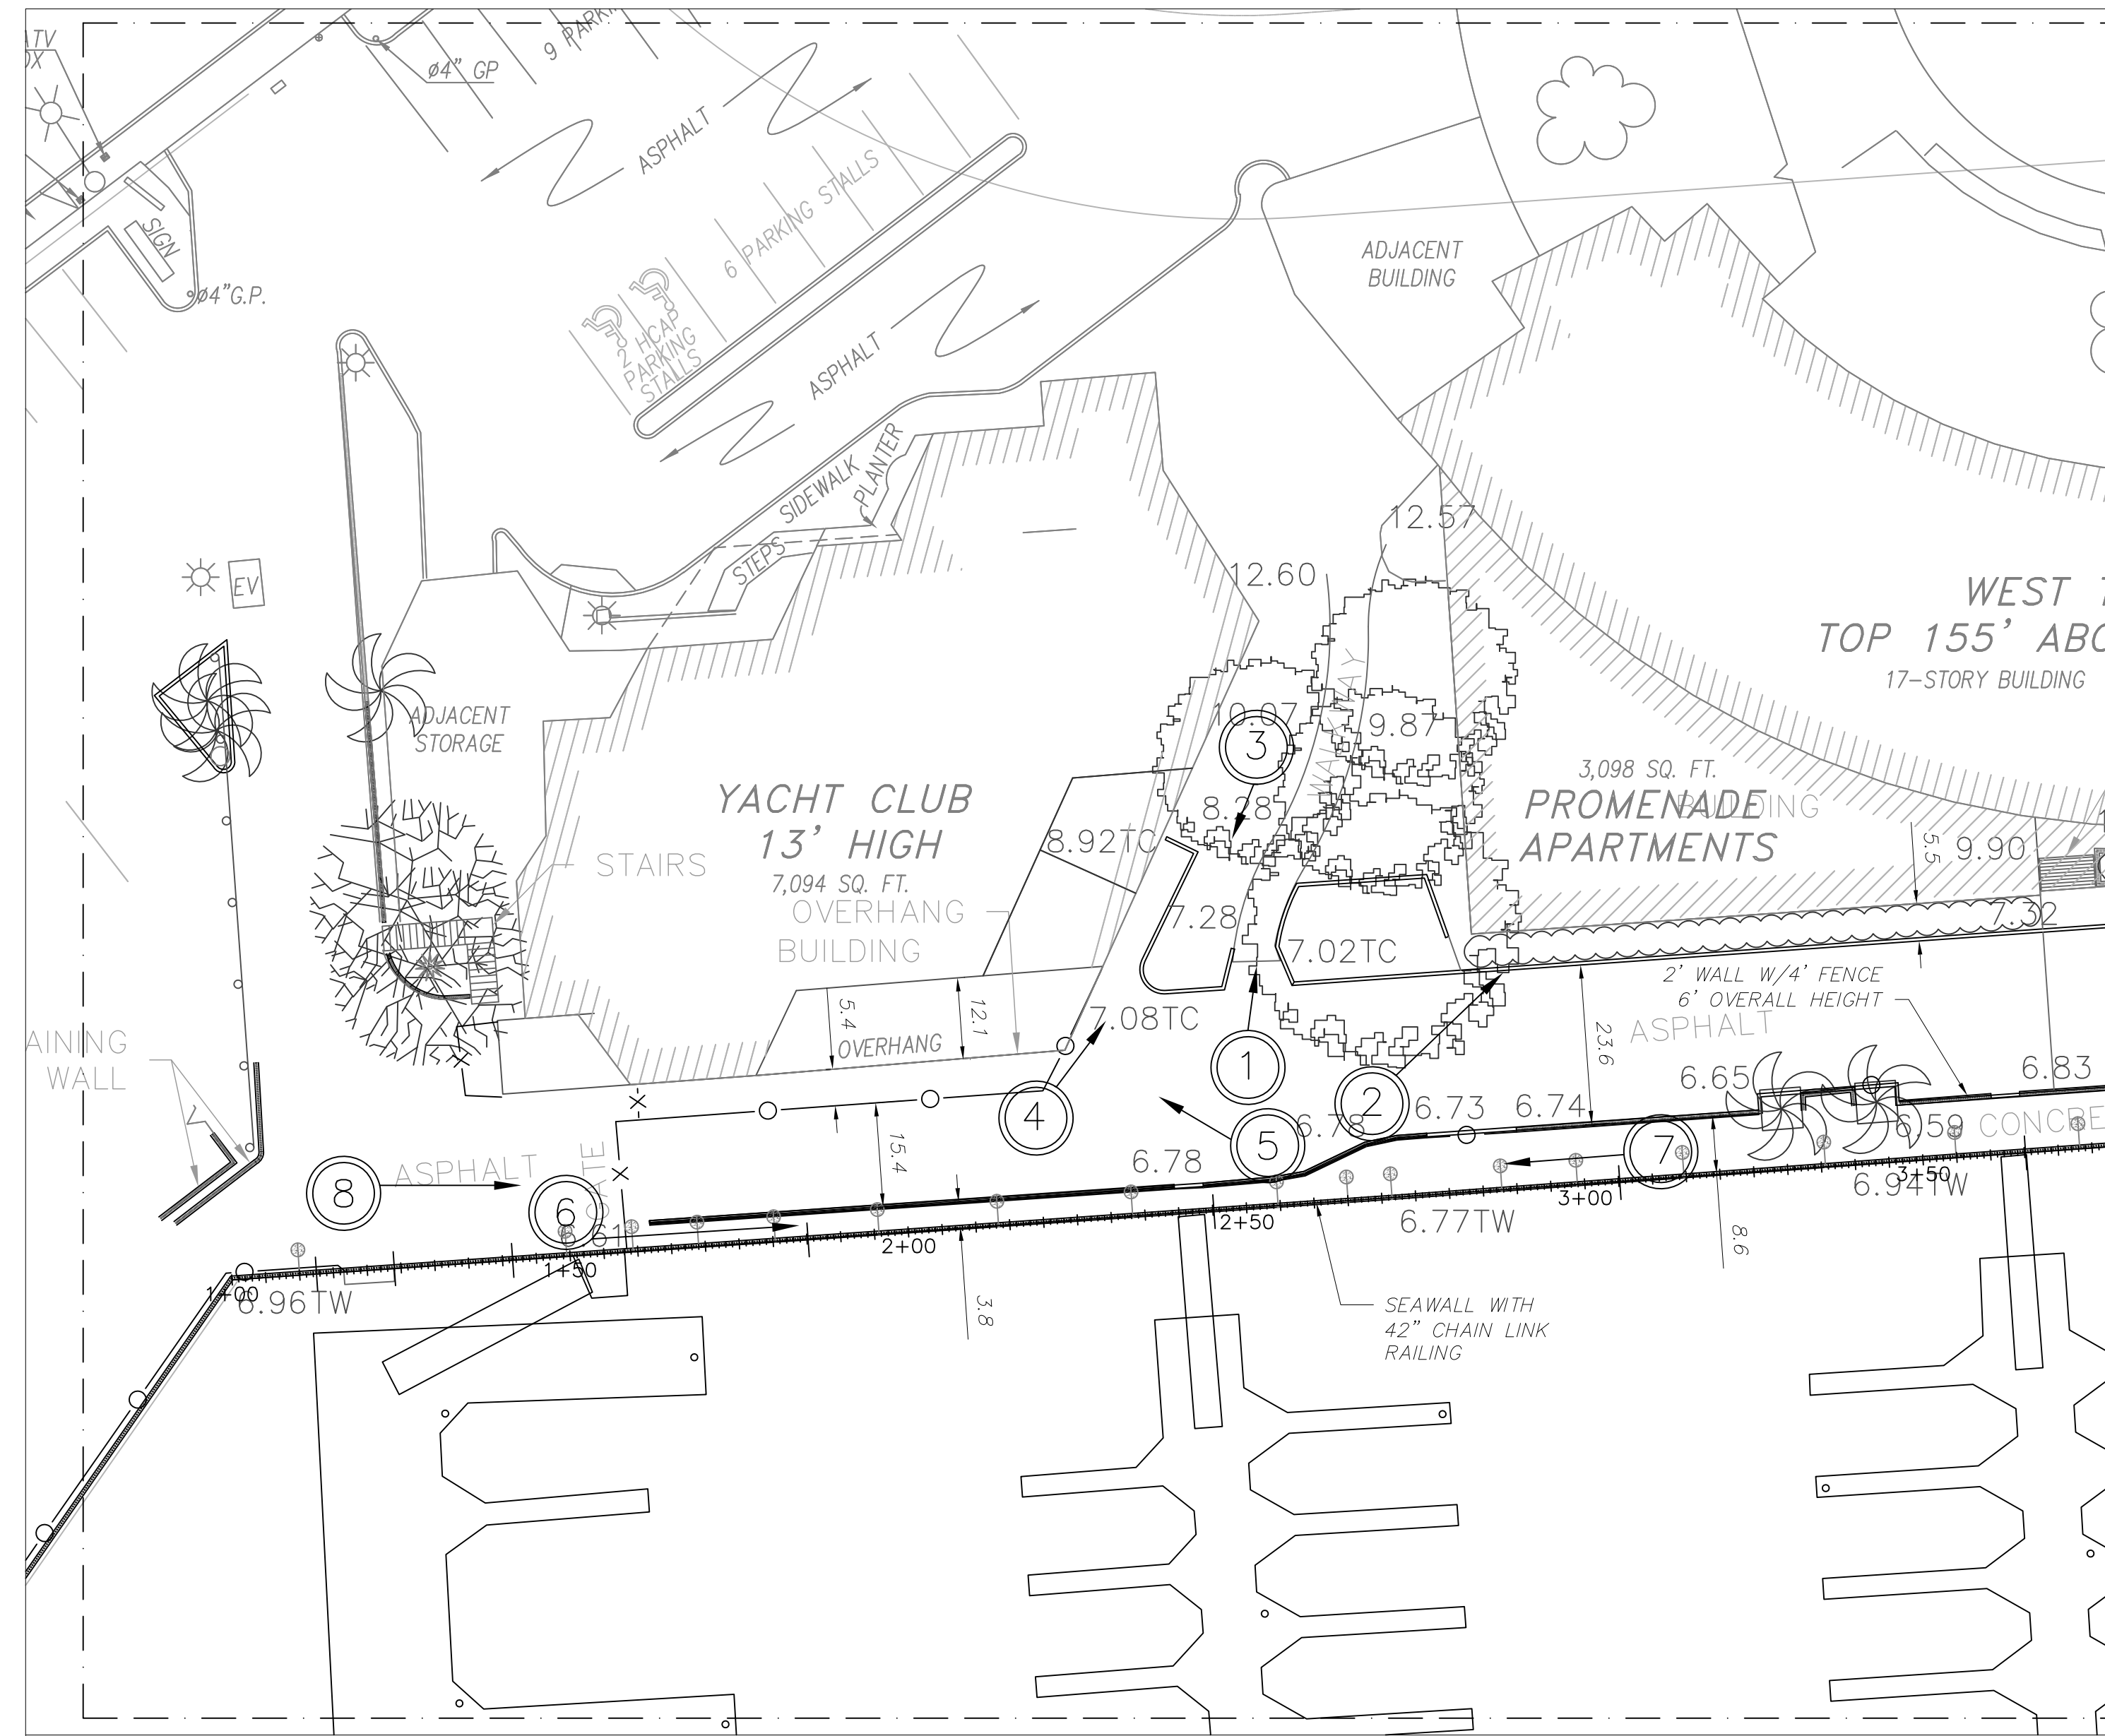 ATV
OX
ø4” GP
9 PARKIN
ASPHALT
6 PARKING STALLS
SIGN
ø4”G.P.
2 HCAP
PARKING
STALLS
ASPHALT
ADJACENT
BUILDING
SIDEWALK
PLANTER
STEPS
12.57
12.60
EV
WEST T
TOP 155’ ABO
17-STORY BUILDING
ADJACENT
STORAGE
WALKWAY
10.07
9.87
3
3,098 SQ. FT.
BUILDING
PROMENADE
APARTMENTS
YACHT CLUB
13’ HIGH
7,094 SQ. FT.
STAIRS
8.28
8.92TC
5.5
9.90
OVERHANG
BUILDING
7.28
7.32
7.02TC
2’ WALL W/4’ FENCE
6’ OVERALL HEIGHT
5.4
12.1
OVERHANG
7.08TC
ASPHALT
23.6
AINING
WALL
1
2
4
5
6.78
6.73
6.74
6.65
6.83
6.59
CONCRE
15.4
6.78
7
8
ASPHALT
6
GATE
6.61
1+00
6.96TW
1+50
2+00
2+50
6.77TW
3+00
3+50
6.94TW
3.8
8.6
SEAWALL WITH
42” CHAIN LINK
RAILING